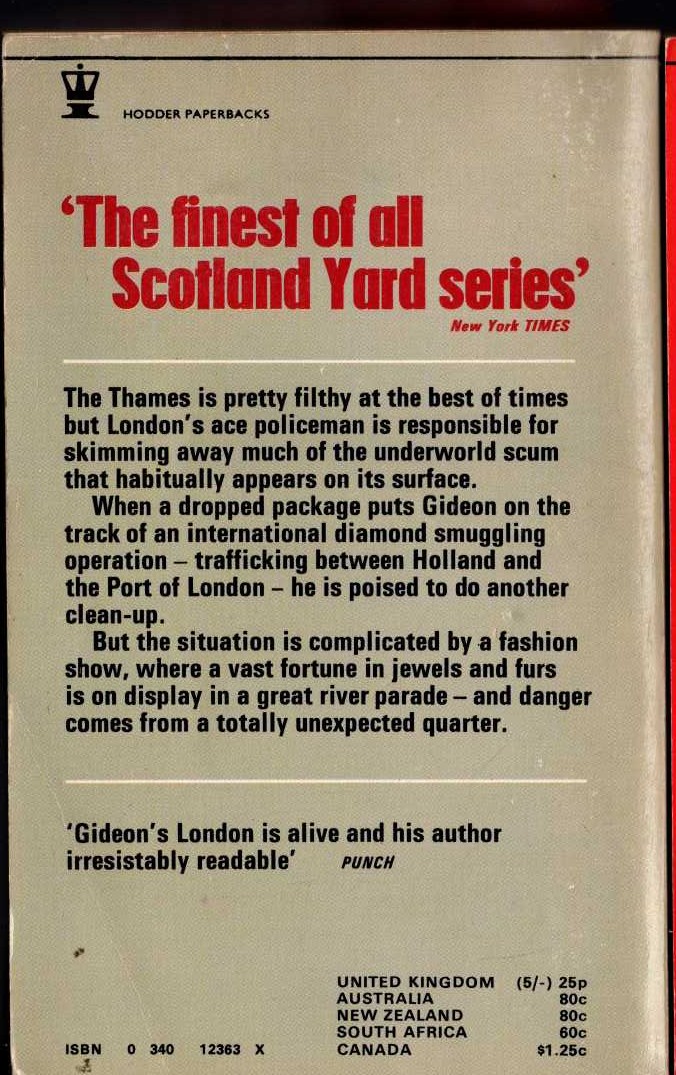 HODDER PAPERBACKS
‘The finest of all
Scotland Yard series’
New York TIMES
The Thames is pretty filthy at the best of times
but London's ace policeman is responsible for
skimming away much of the underworld scum
that habitually appears on its surface.
When a dropped package puts Gideon on the
track of an international diamond smuggling
operation – trafficking between Holland and
the Port of London – he is poised to do another
clean-up.
But the situation is complicated by a fashion
show, where a vast fortune in jewels and furs
is on display in a great river parade – and danger
comes from a totally unexpected quarter.
'Gideon's London is alive and his author
irresistably readable' PUNCH
UNITED KINGDOM (5/-) 25p
AUSTRALIA 80c
NEW ZEALAND 80c
SOUTH AFRICA 60c
ISBN 0 340 12363 X CANADA $1.25c